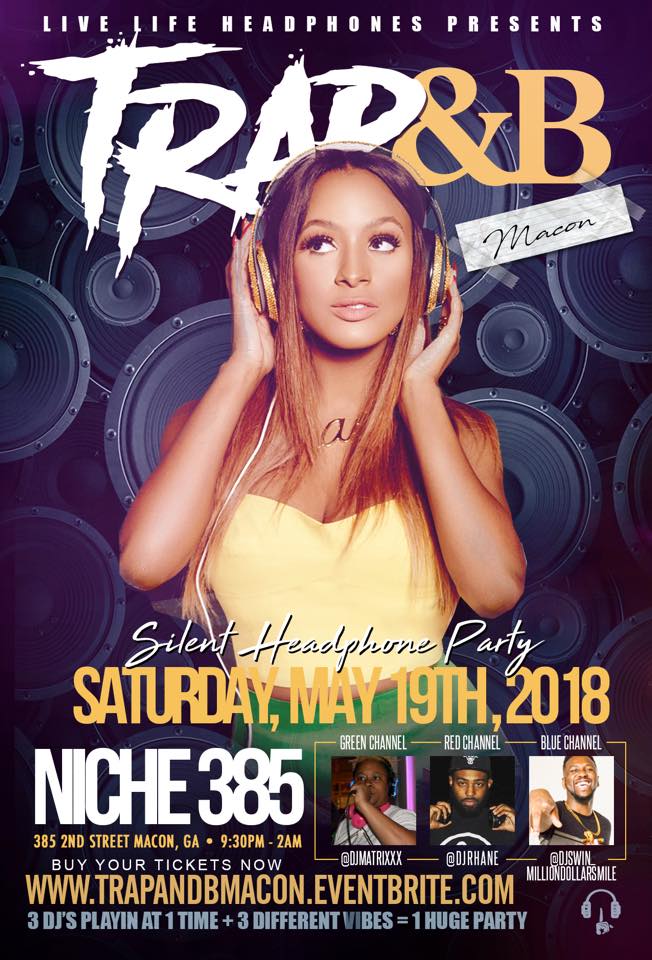 LIVE LIFE HEADPHONES PRESENTS
TRAP&B
Macon
a
Silent Headphone Party
SATURDAY, MAY 19TH, 2018
NICHE 385
385 2ND STREET MACON, GA • 9:30PM - 2AM
BUY YOUR TICKETS NOW
GREEN CHANNEL
@DJMATRIXXX
RED CHANNEL
@DJRHANE
BLUE CHANNEL
@DJSWIN_
MILLIONDOLLARSMILE
WWW.TRAPANDBMACON.EVENTBRITE.COM
3 DJ'S PLAYIN AT 1 TIME + 3 DIFFERENT VIBES = 1 HUGE PARTY